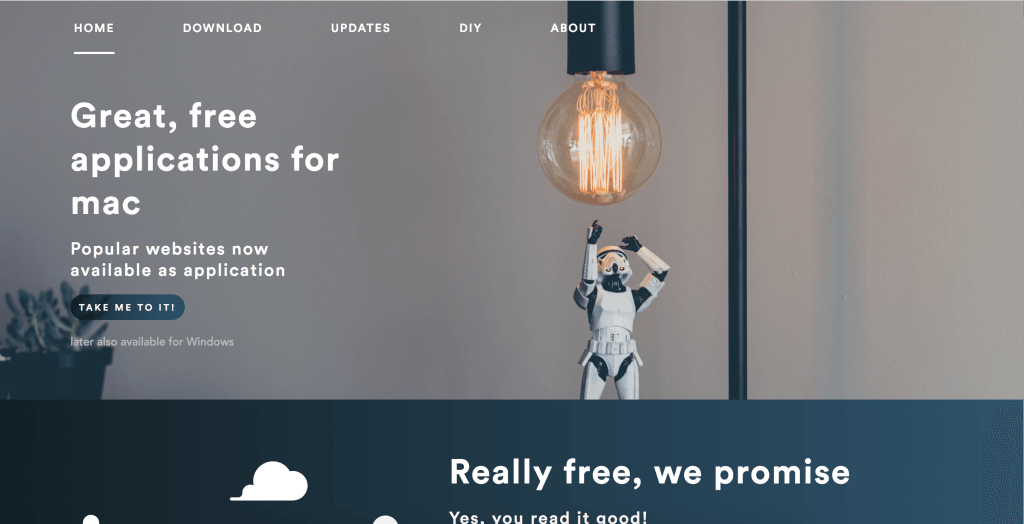 HOME
DOWNLOAD
UPDATES
DIY
ABOUT
Great, free
applications for
mac
Popular websites now
available as application
TAKE ME TO IT!
later also available for Windows
Really free, we promise
Yes, you read it good!